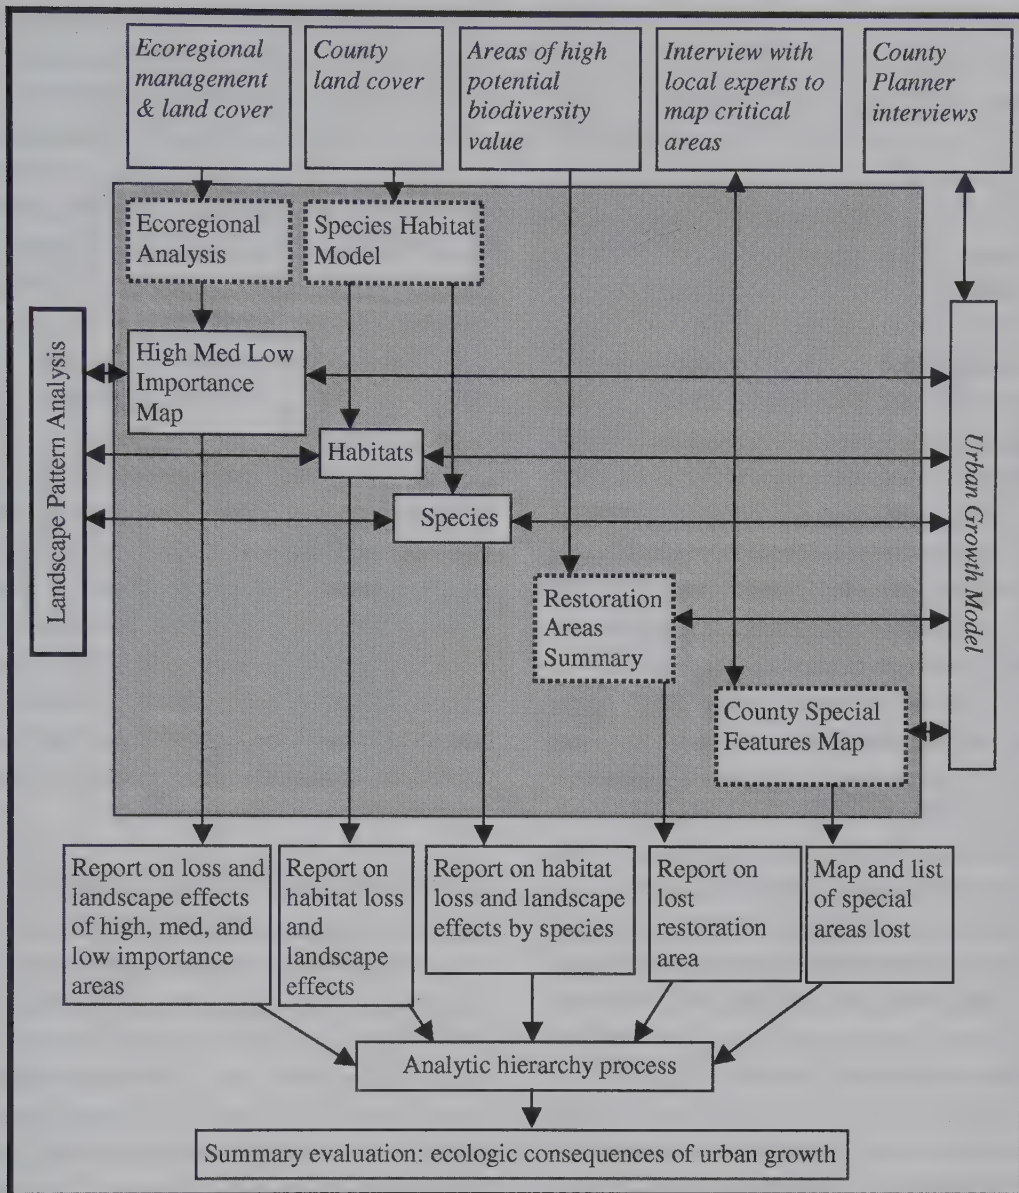 Ecoregional
management
& land cover
County
land cover
Areas of high
potential
biodiversity
value
Interview with
local experts to
map critical
areas
County
Planner
interviews
Ecoregional
Analysis
Species Habitat
Model
Landscape Pattern Analysis
High Med Low
Importance
Map
Habitats
Species
Restoration
Areas
Summary
County Special
Features Map
Urban Growth Model
Report on loss and
landscape effects
of high, med, and
low importance
areas
Report on
habitat loss
and
landscape
effects
Report on habitat
loss and landscape
effects by species
Report on
lost
restoration
area
Map and list
of special
areas lost
Analytic hierarchy process
Summary evaluation: ecologic consequences of urban growth